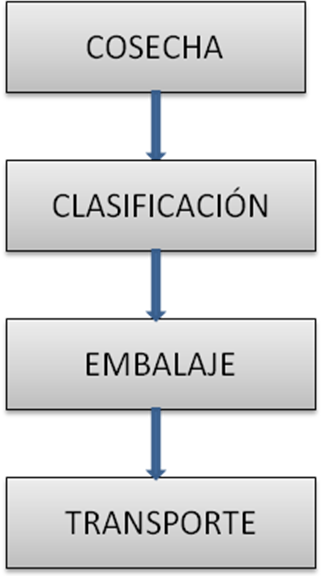 COSECHA
CLASIFICACIÓN
EMBALAJE
TRANSPORTE